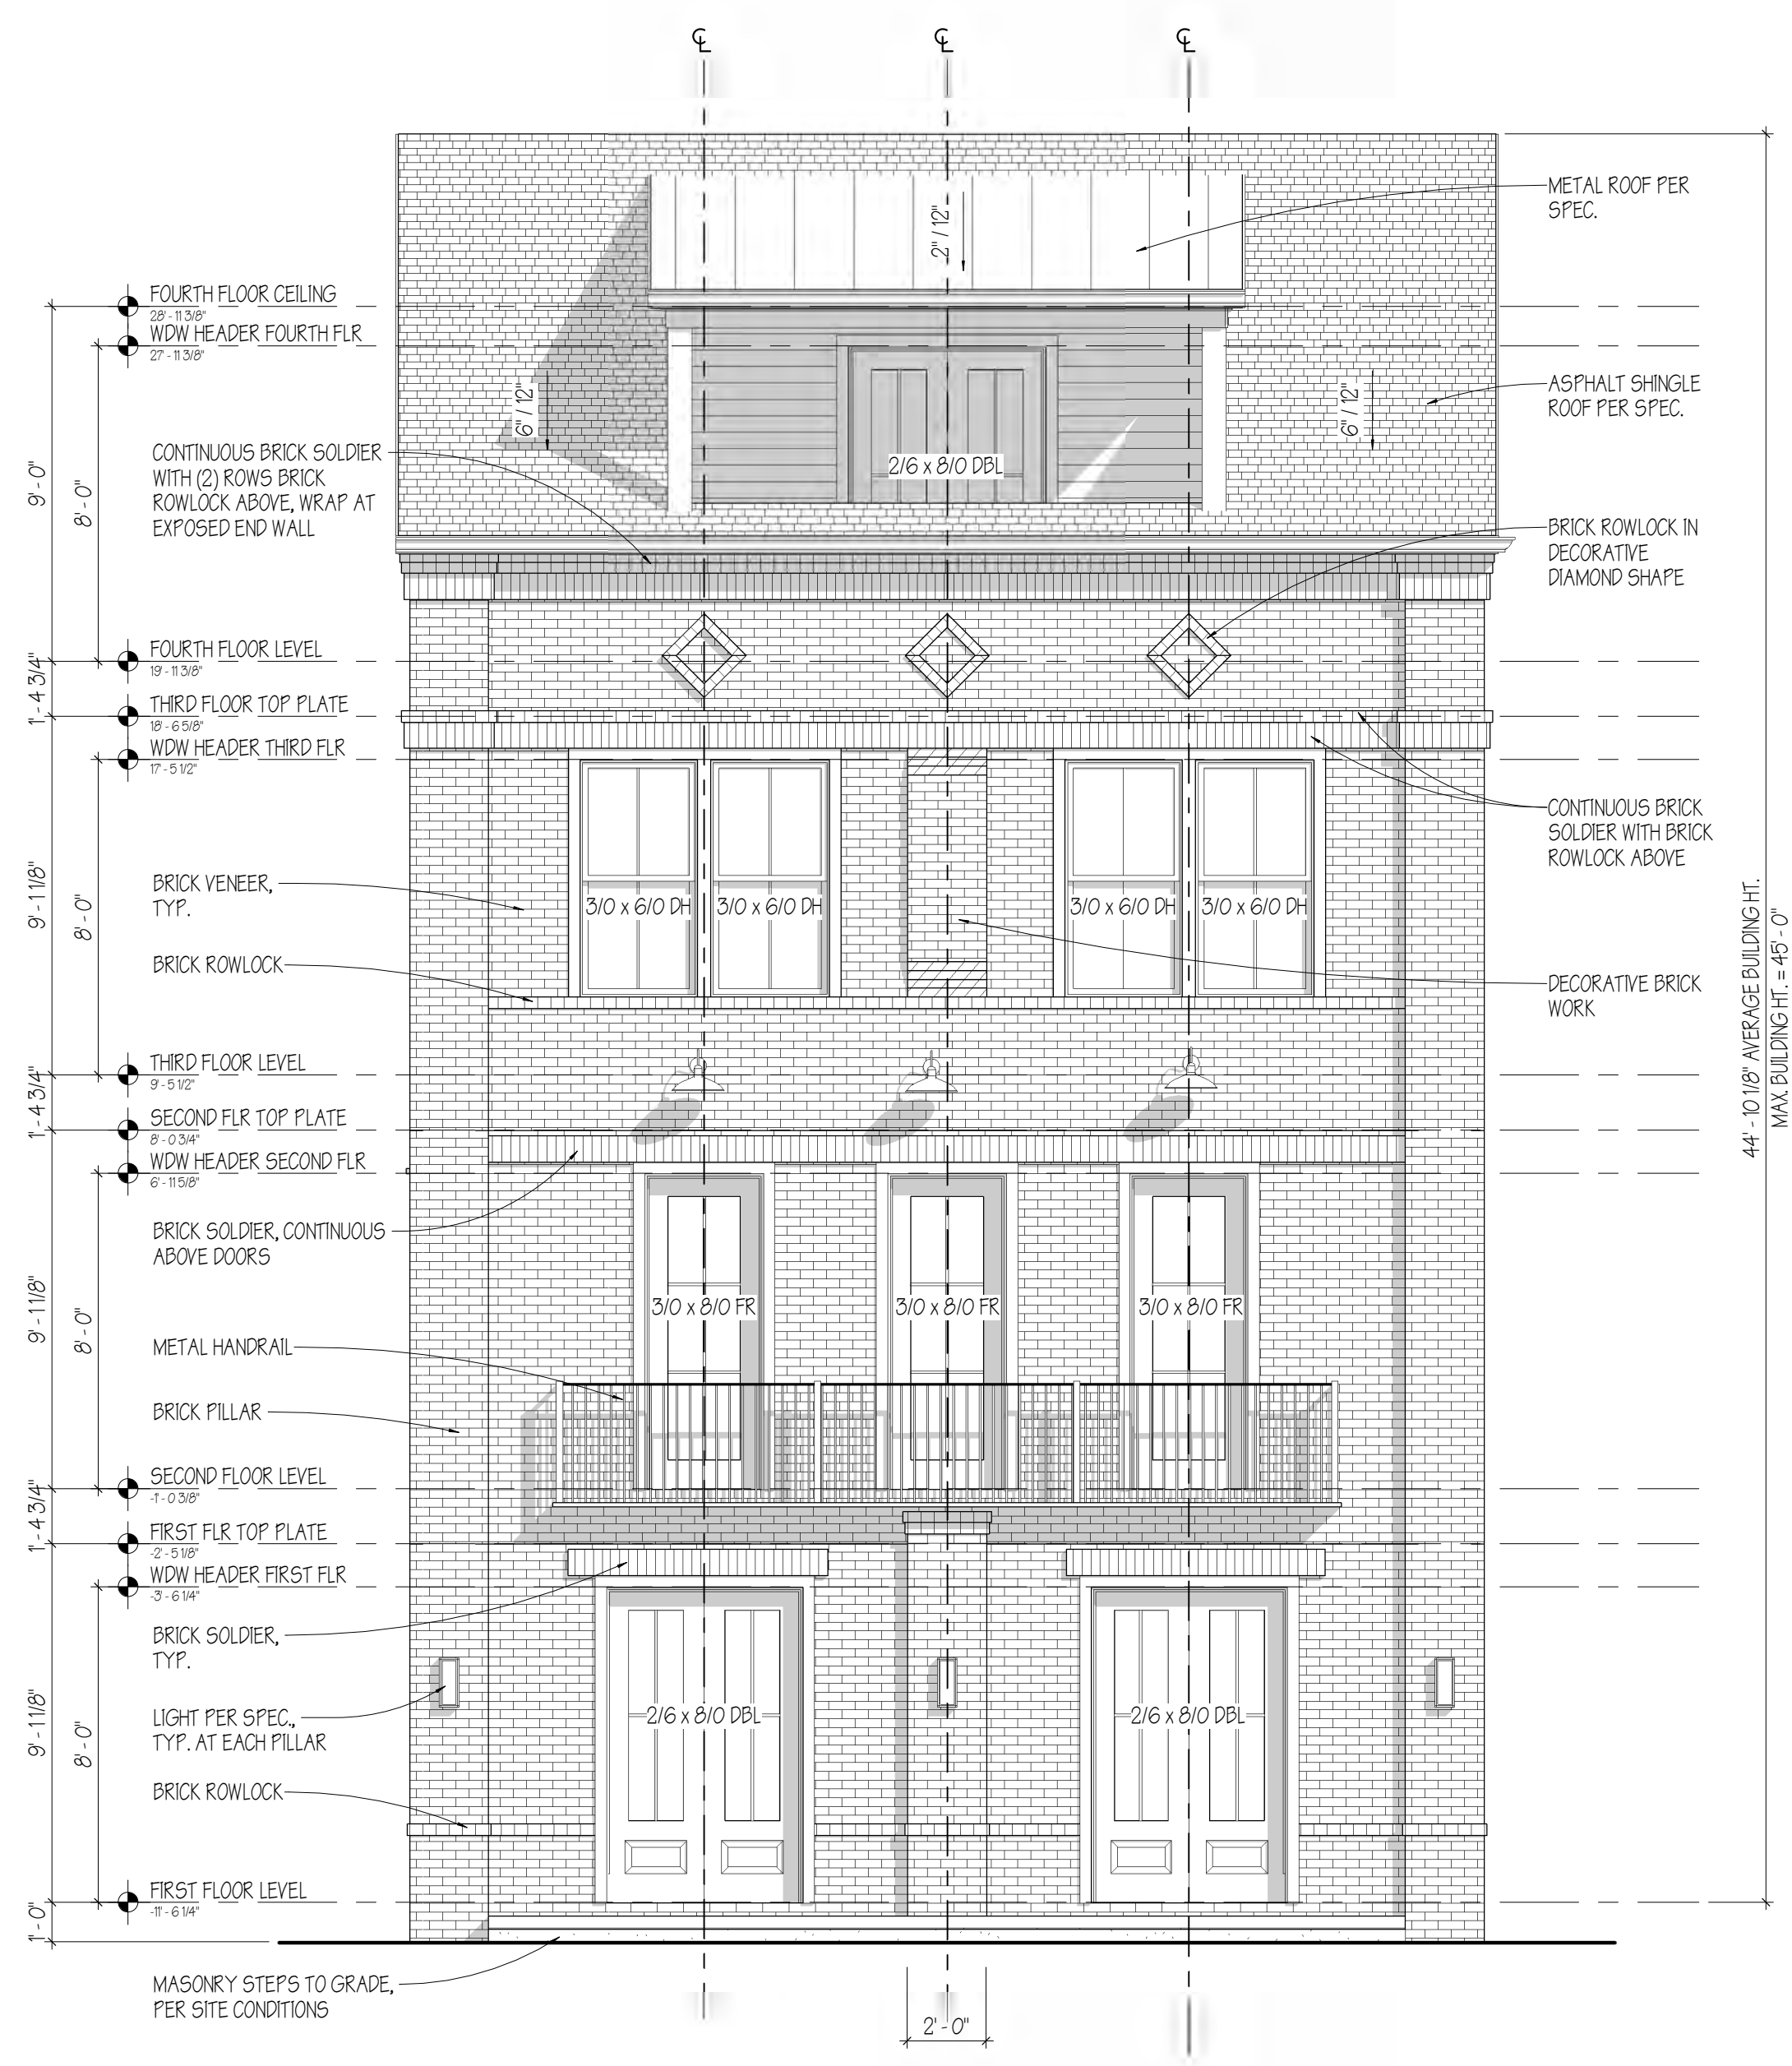 ℄ ℄ ℄
METAL ROOF PER
SPEC.
2" / 12"
FOURTH FLOOR CEILING
28' - 11 3/8"
WDW HEADER FOURTH FLR
27' - 11 3/8"
6" / 12"
6" / 12"
ASPHALT SHINGLE
ROOF PER SPEC.
2/6 x 8/0 DBL
CONTINUOUS BRICK SOLDIER
WITH (2) ROWS BRICK
ROWLOCK ABOVE, WRAP AT
EXPOSED END WALL
9' - 0"
8' - 0"
BRICK ROWLOCK IN
DECORATIVE
DIAMOND SHAPE
FOURTH FLOOR LEVEL
19' - 11 3/8"
1' - 4 3/4"
THIRD FLOOR TOP PLATE
18' - 6 5/8"
WDW HEADER THIRD FLR
17' - 5 1/2"
CONTINUOUS BRICK
SOLDIER WITH BRICK
ROWLOCK ABOVE
BRICK VENEER,
TYP.
9' - 1 1/8"
8' - 0"
3/0 x 6/0 DH
3/0 x 6/0 DH
3/0 x 6/0 DH
3/0 x 6/0 DH
BRICK ROWLOCK
DECORATIVE BRICK
WORK
44' - 10 1/8" AVERAGE BUILDING HT.
MAX. BUILDING HT. = 45' - 0"
THIRD FLOOR LEVEL
9' - 5 1/2"
1' - 4 3/4"
SECOND FLR TOP PLATE
8' - 0 3/4"
WDW HEADER SECOND FLR
6' - 11 5/8"
BRICK SOLDIER, CONTINUOUS
ABOVE DOORS
9' - 1 1/8"
8' - 0"
3/0 x 8/0 FR
3/0 x 8/0 FR
3/0 x 8/0 FR
METAL HANDRAIL
BRICK PILLAR
SECOND FLOOR LEVEL
-1' - 0 3/8"
1' - 4 3/4"
FIRST FLR TOP PLATE
-2' - 5 1/8"
WDW HEADER FIRST FLR
-3' - 6 1/4"
BRICK SOLDIER,
TYP.
9' - 1 1/8"
8' - 0"
LIGHT PER SPEC.,
TYP. AT EACH PILLAR
2/6 x 8/0 DBL
2/6 x 8/0 DBL
BRICK ROWLOCK
FIRST FLOOR LEVEL
-11' - 6 1/4"
1' - 0"
MASONRY STEPS TO GRADE,
PER SITE CONDITIONS
2' - 0"